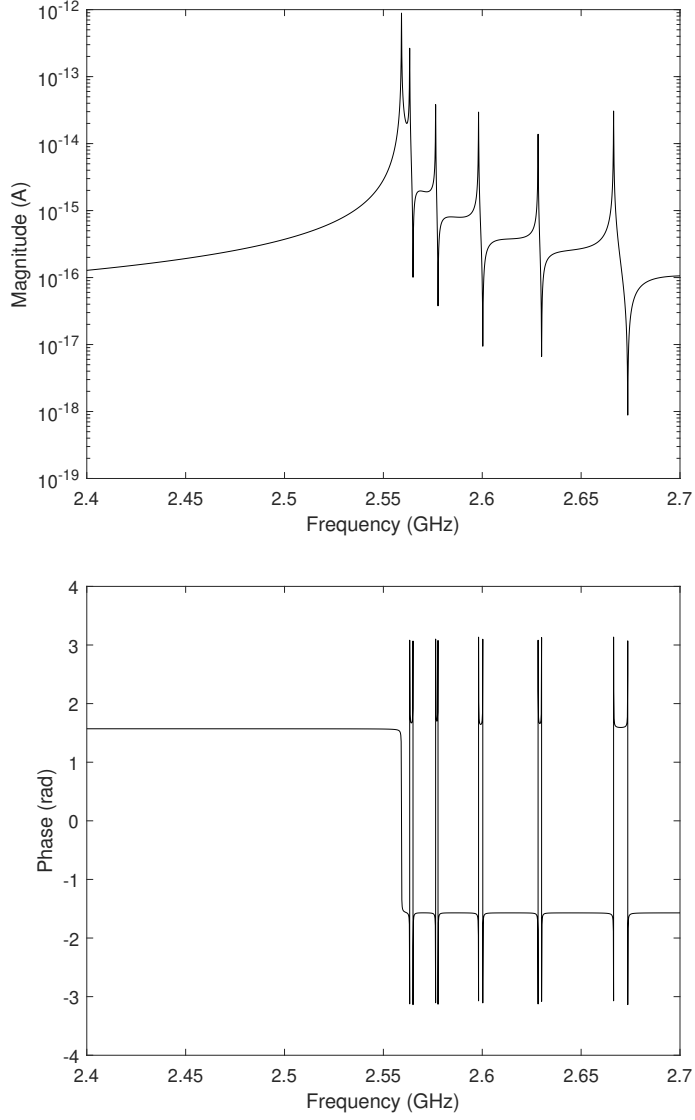 10⁻¹²
10⁻¹³
10⁻¹⁴
10⁻¹⁵
10⁻¹⁶
10⁻¹⁷
10⁻¹⁸
10⁻¹⁹
Magnitude (A)
2.4 2.45 2.5 2.55 2.6 2.65 2.7
Frequency (GHz)
4
3
2
1
0
-1
-2
-3
-4
Phase (rad)
2.4 2.45 2.5 2.55 2.6 2.65 2.7
Frequency (GHz)